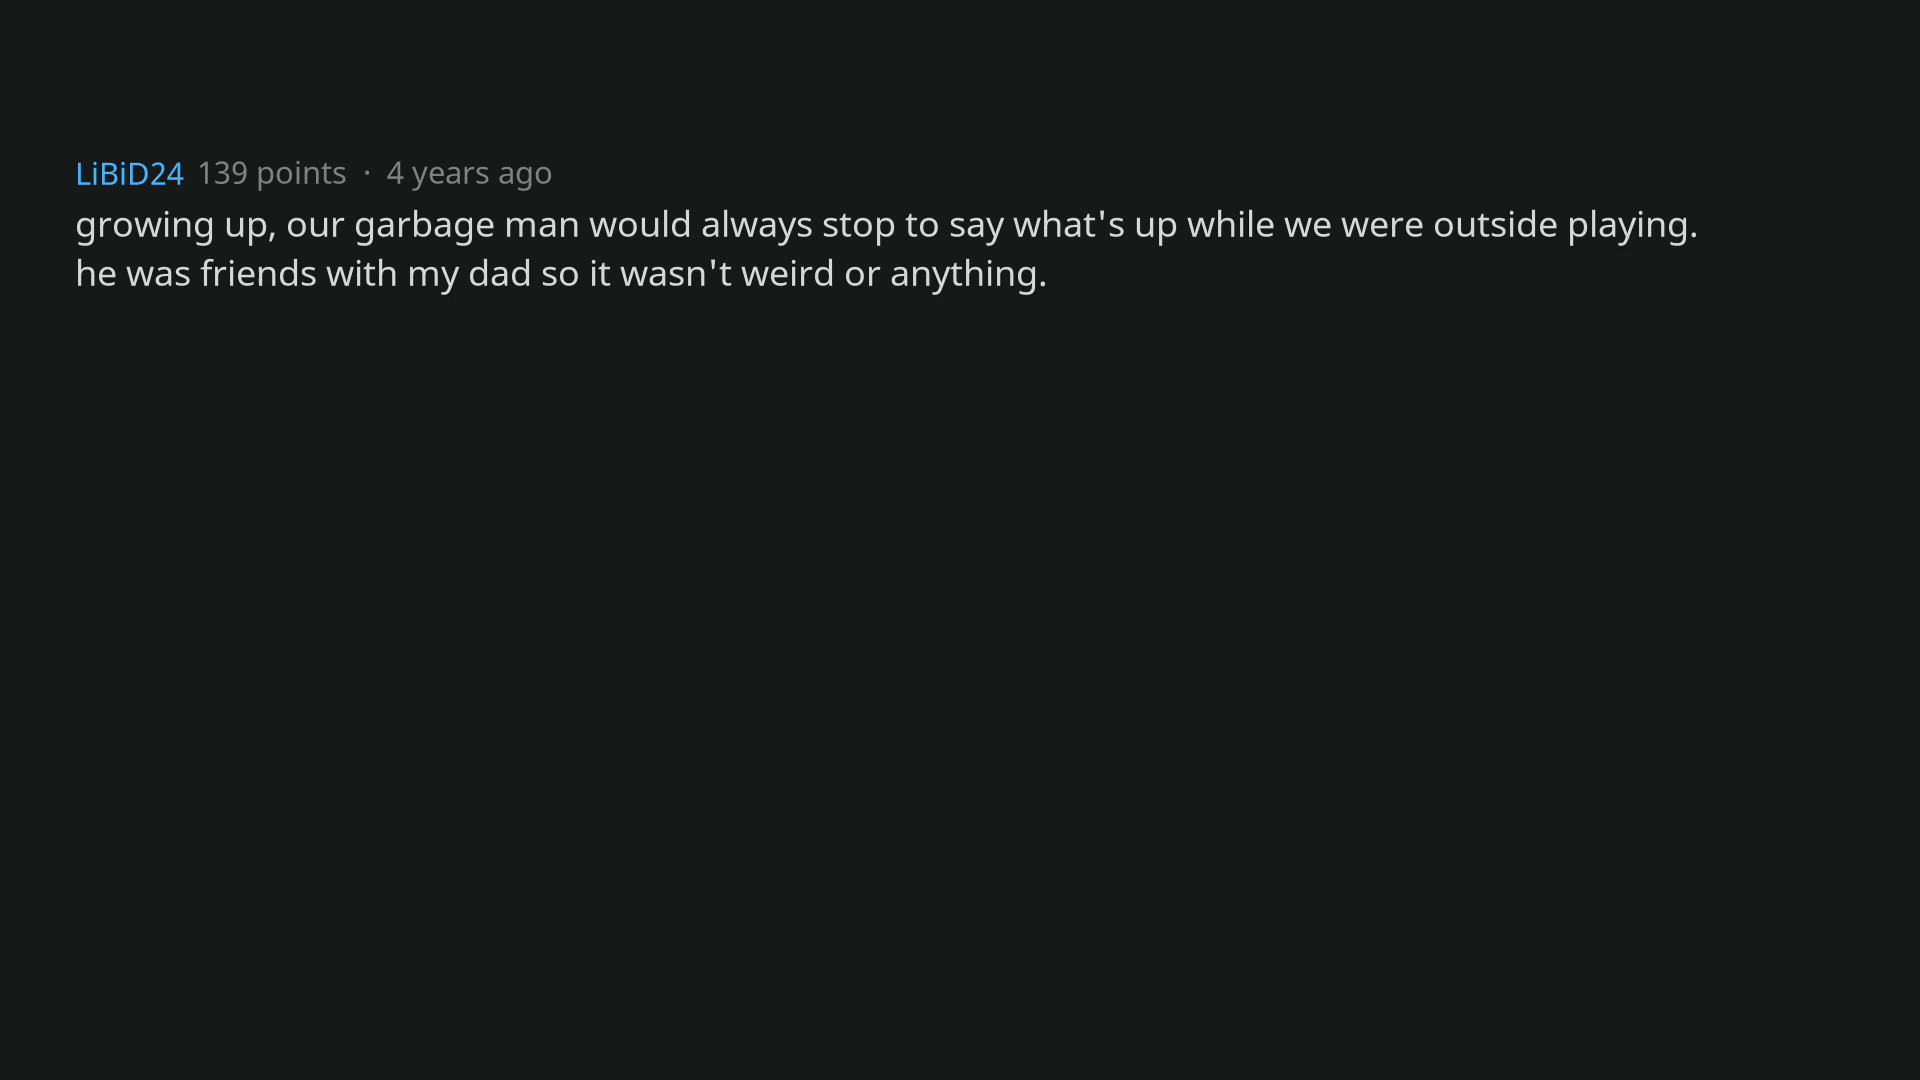 LiBiD24 139 points · 4 years ago
growing up, our garbage man would always stop to say what's up while we were outside playing.
he was friends with my dad so it wasn't weird or anything.